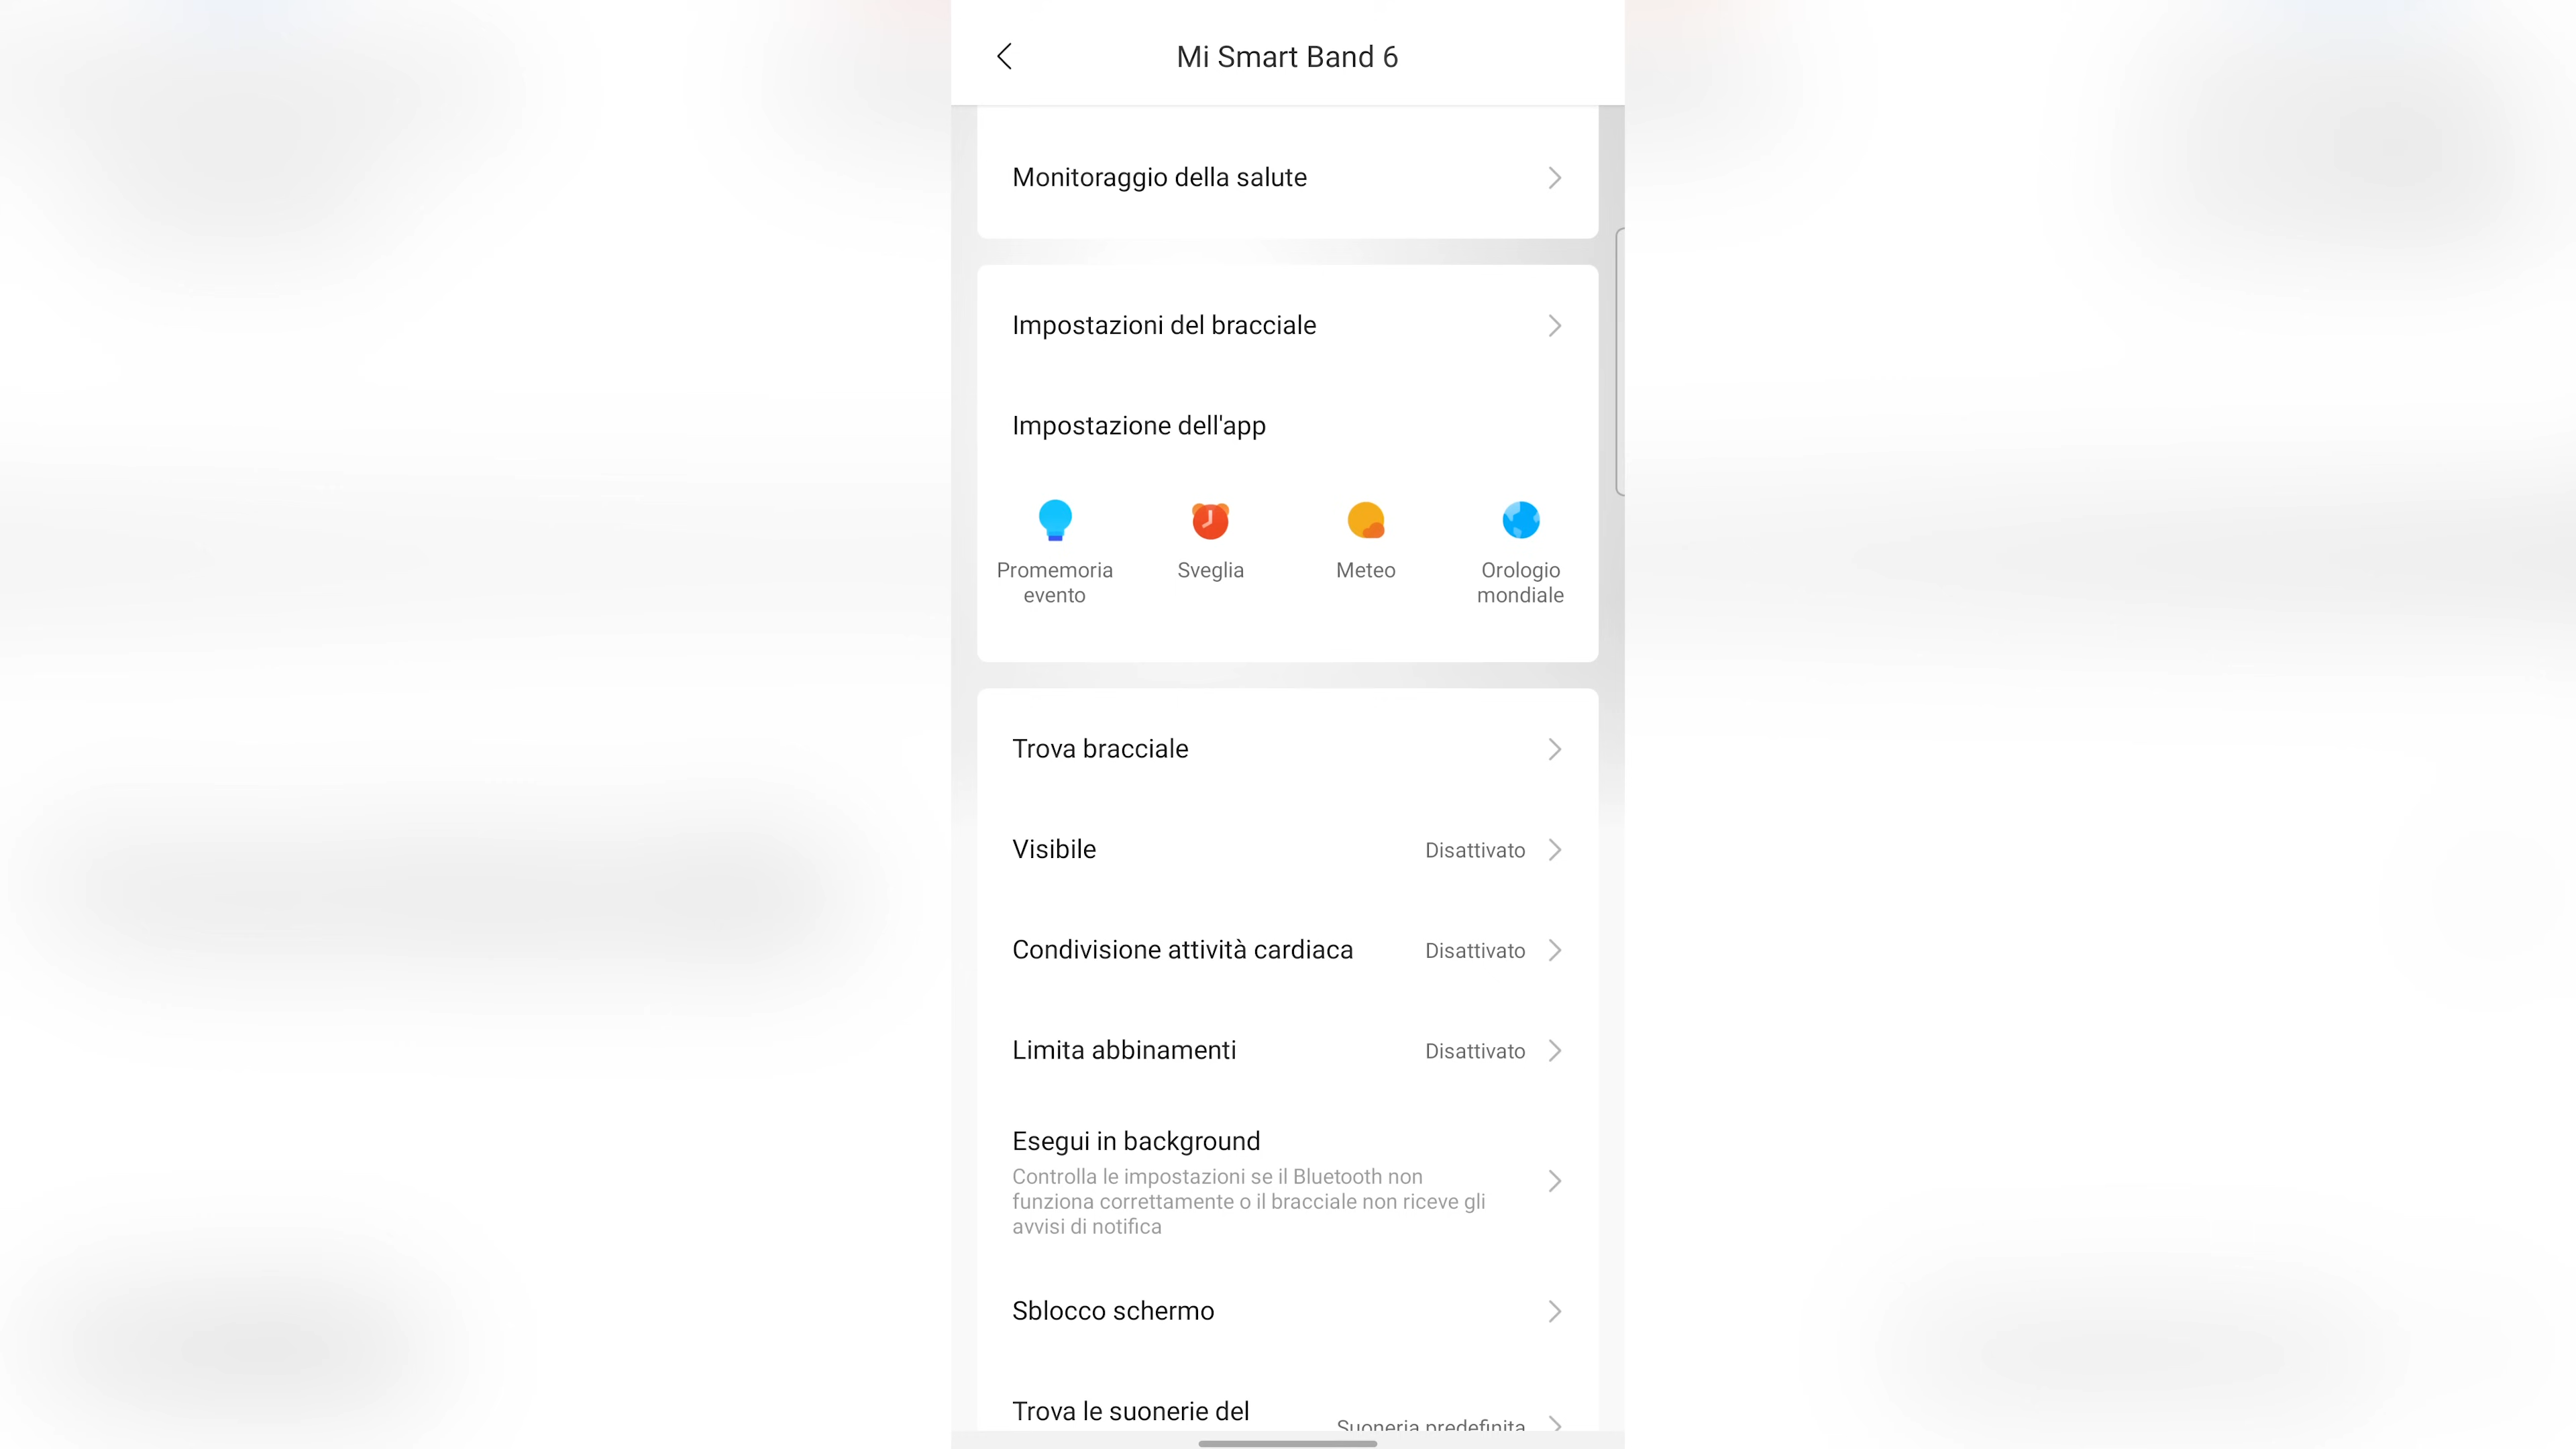 Mi Smart Band 6
Monitoraggio della salute
Impostazioni del bracciale
Impostazione dell'app
Promemoria
evento
Sveglia
Meteo
Orologio
mondiale
Trova bracciale
Visibile
Disattivato
Condivisione attività cardiaca
Disattivato
Limita abbinamenti
Disattivato
Esegui in background
Controlla le impostazioni se il Bluetooth non
funziona correttamente o il bracciale non riceve gli
avvisi di notifica
Sblocco schermo
Trova le suonerie del
Suoneria predefinita